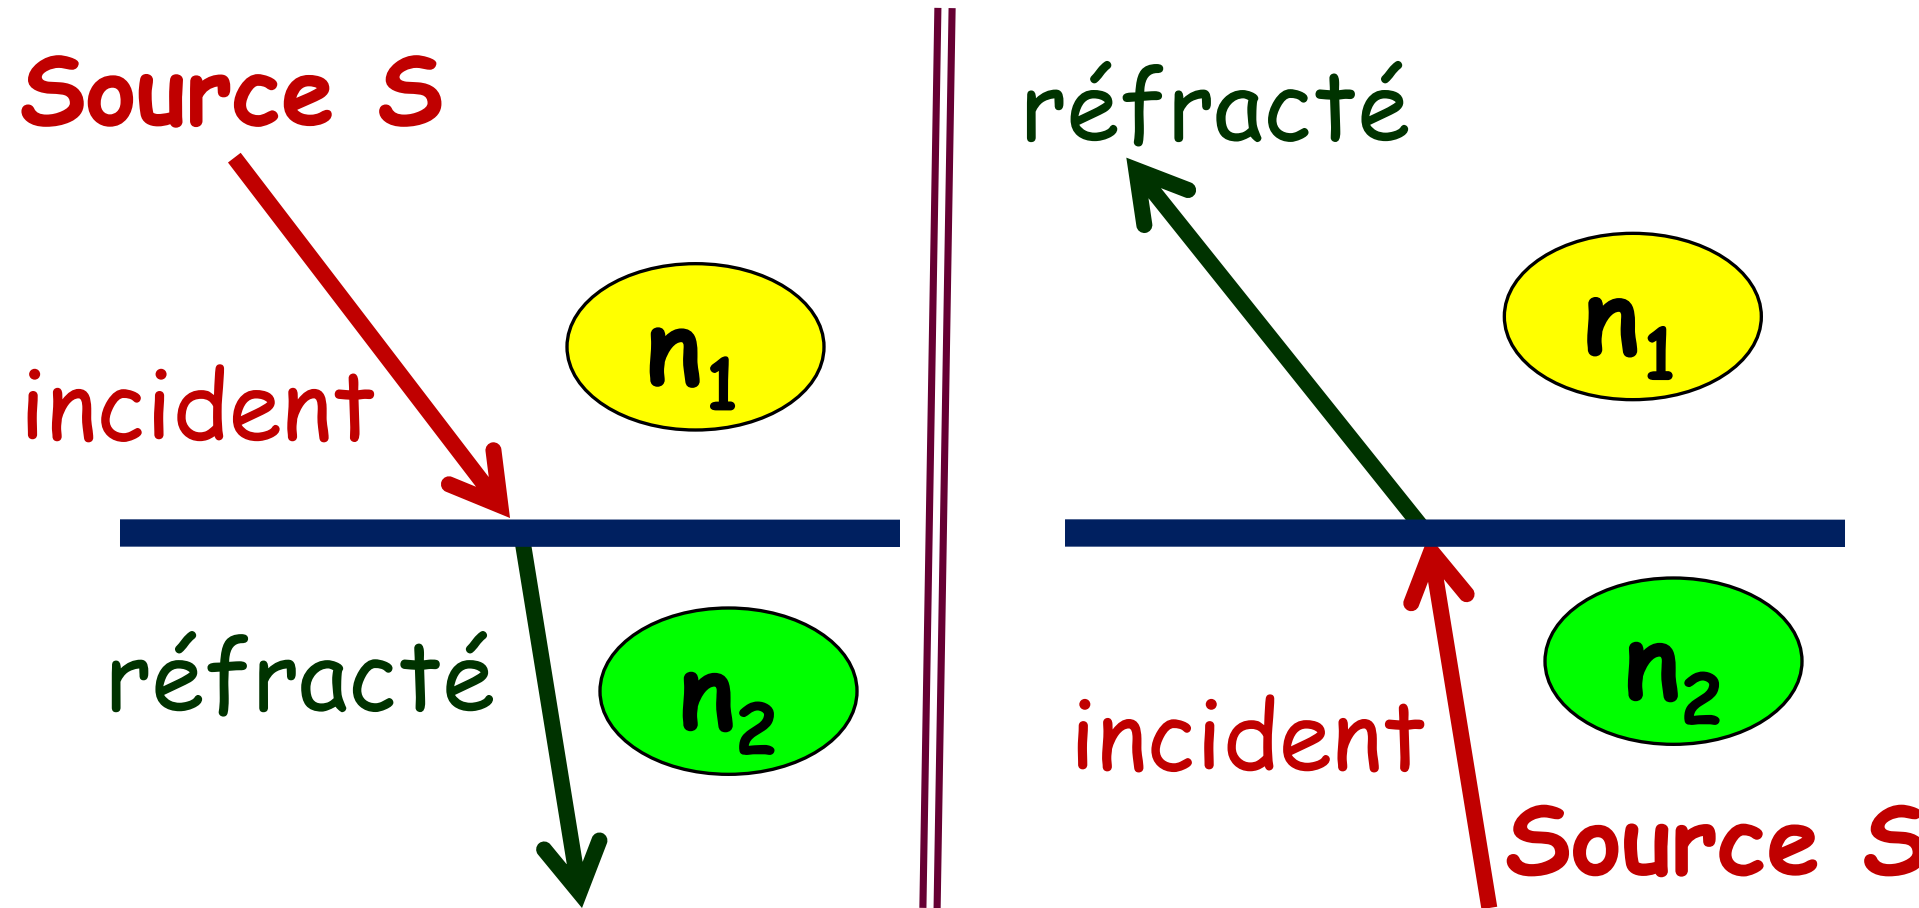 Source S
incident
n1
réfracté
n2
réfracté
n1
n2
incident
Source S